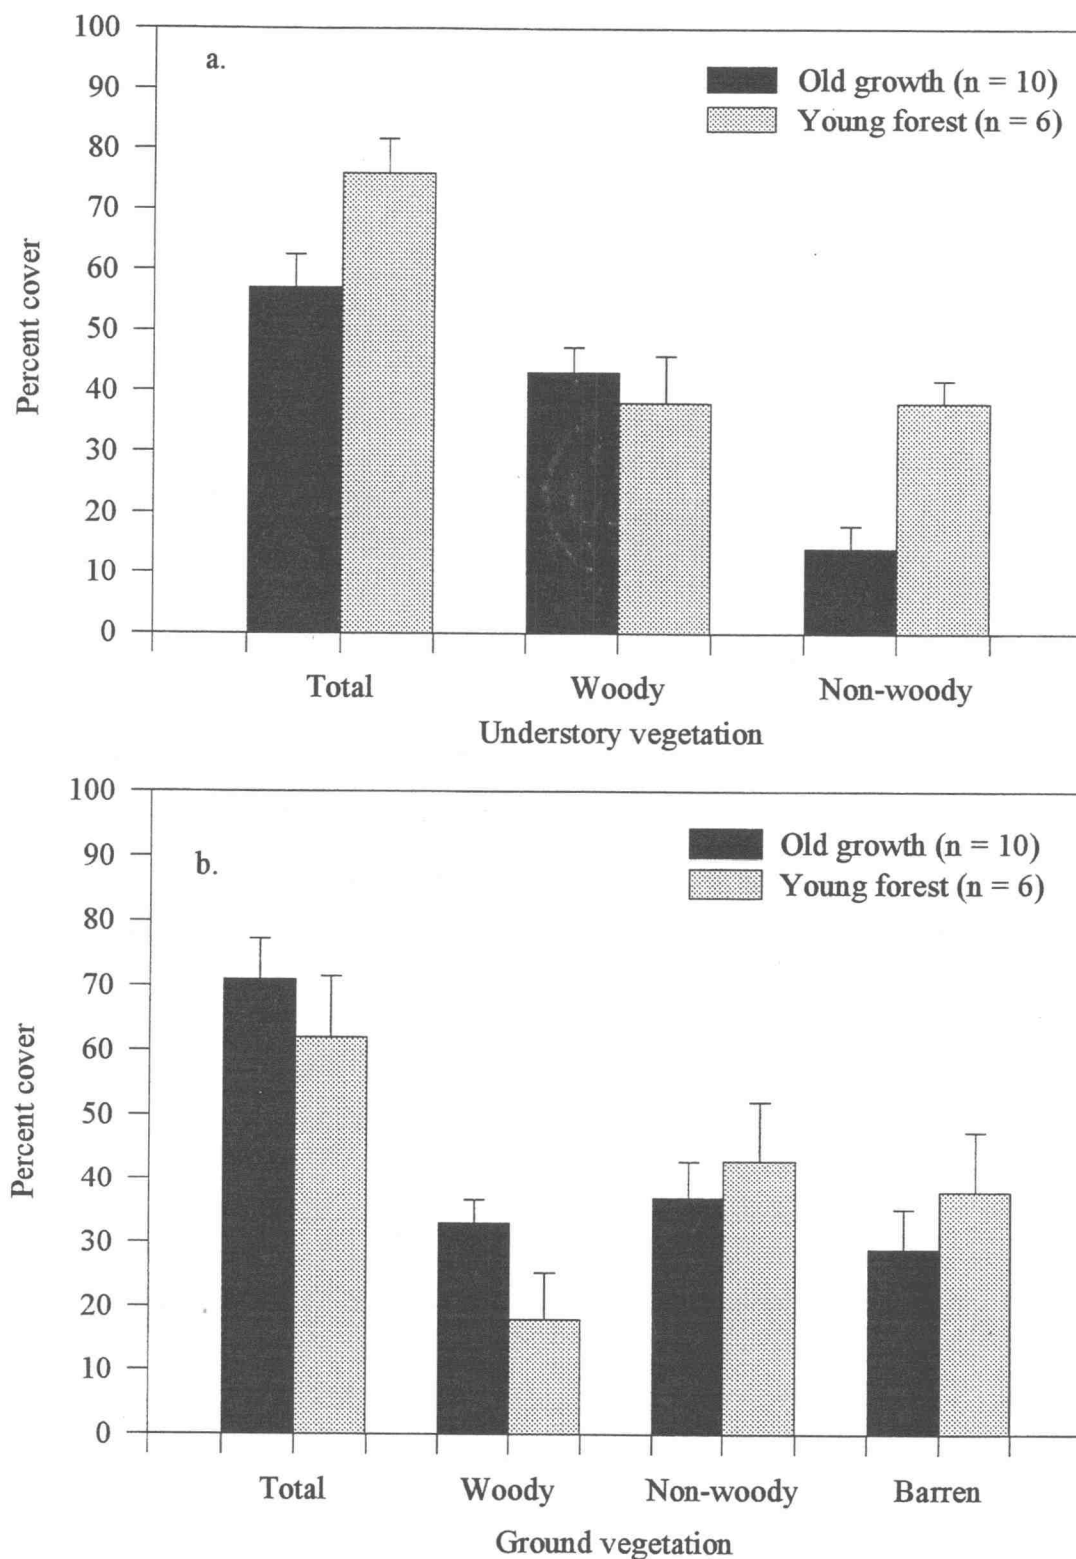 100
a.
Old growth (n = 10)
90
Young forest (n = 6)
80
70
60
50
40
30
20
10
0
Percent cover
Total Woody Non-woody
Understory vegetation
100
Old growth (n = 10)
90
b.
Young forest (n = 6)
80
70
60
50
40
30
20
10
0
Percent cover
Total Woody Non-woody Barren
Ground vegetation